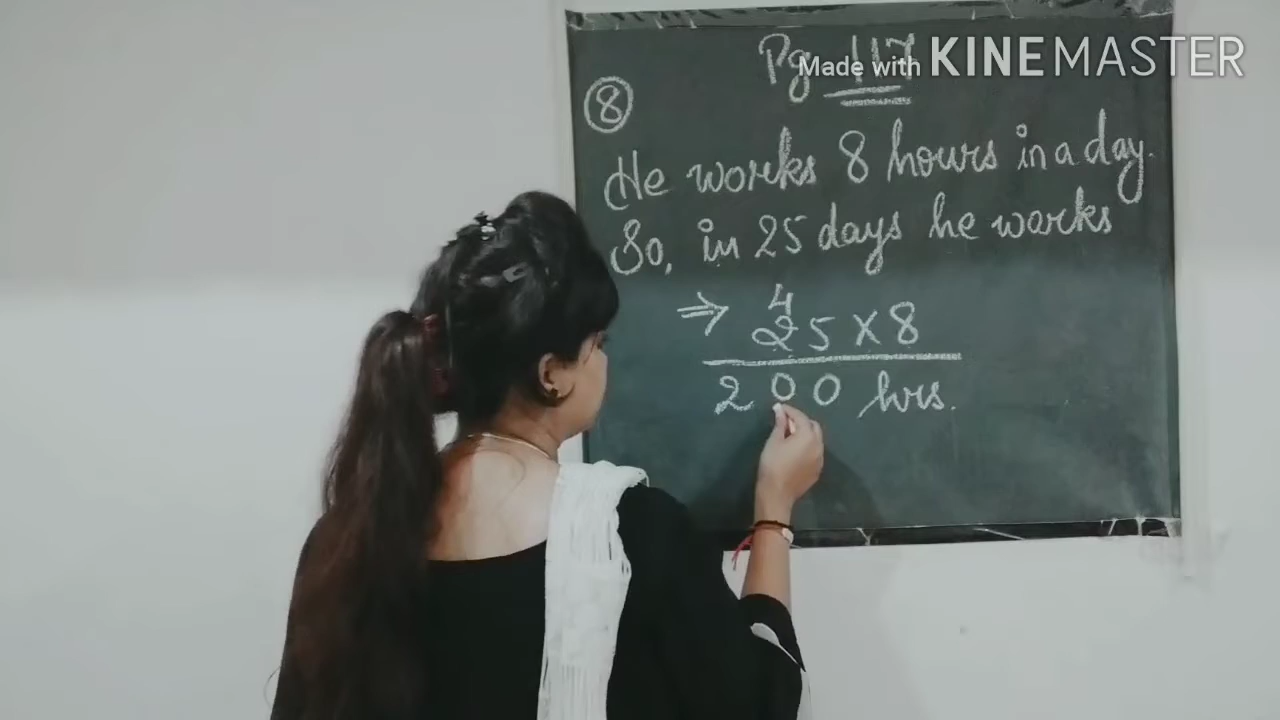 Pg 117
Made with KINEMASTER
8
He works 8 hours in a day.
So, in 25 days he works
4
⇒ 25 x 8
200 hrs.